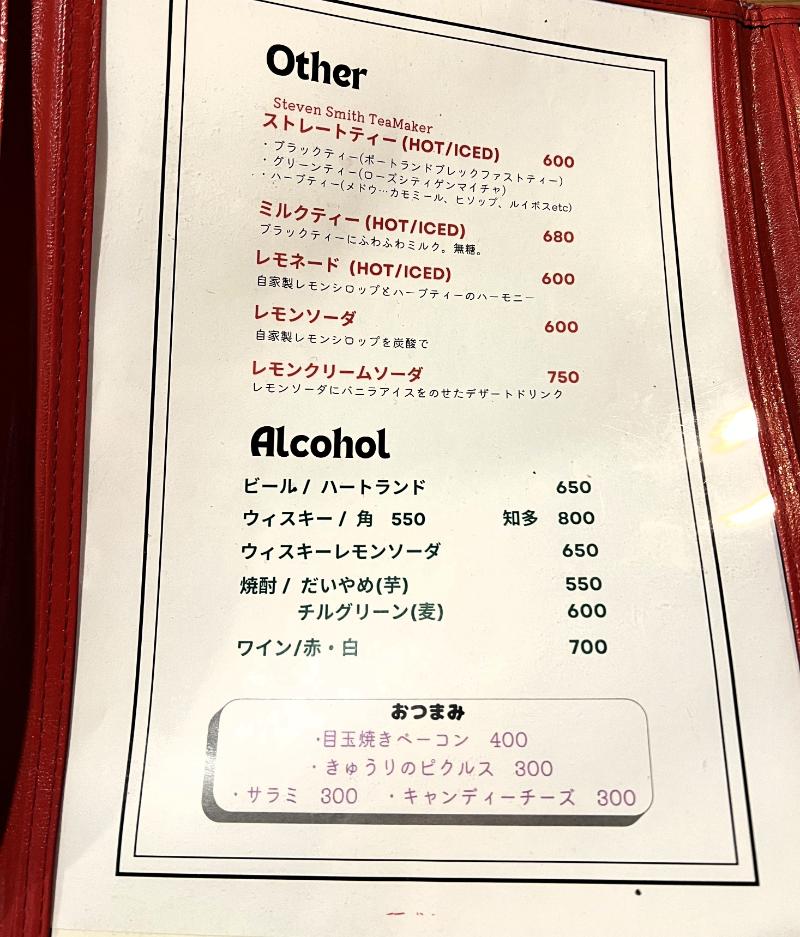 Other
Steven Smith TeaMaker
ストレートティー (HOT/ICED) 600
・ブラックティー(ポートランドブレックファストティー)
・グリーンティー(ローズシティゲンマイチャ)
・ハーブティー(メドウ…カモミール、ヒソップ、ルイボスetc)
ミルクティー (HOT/ICED) 680
ブラックティーにふわふわミルク。無糖。
レモネード (HOT/ICED) 600
自家製レモンシロップとハーブティーのハーモニー
レモンソーダ 600
自家製レモンシロップを炭酸で
レモンクリームソーダ 750
レモンソーダにバニラアイスをのせたデザートドリンク
Alcohol
ビール / ハートランド 650
ウィスキー / 角 550 知多 800
ウィスキーレモンソーダ 650
焼酎 / だいやめ(芋) 550
チルグリーン(麦) 600
ワイン/赤・白 700
おつまみ
・目玉焼きベーコン 400
・きゅうりのピクルス 300
・サラミ 300 ・キャンディーチーズ 300